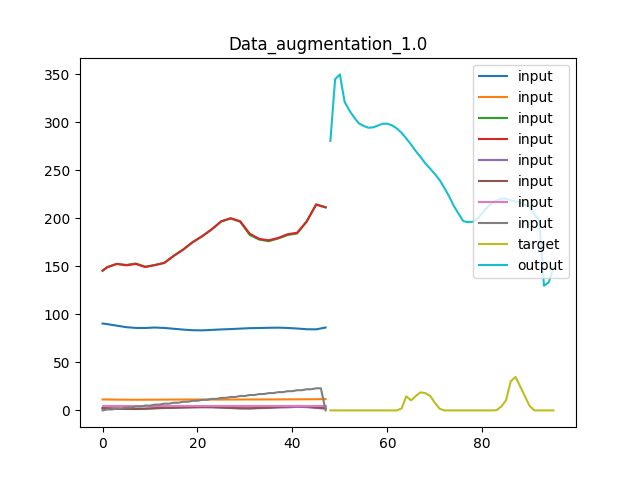 Data_augmentation_1.0
350
300
250
200
150
100
50
0
0
20
40
60
80
input
input
input
input
input
input
input
input
target
output